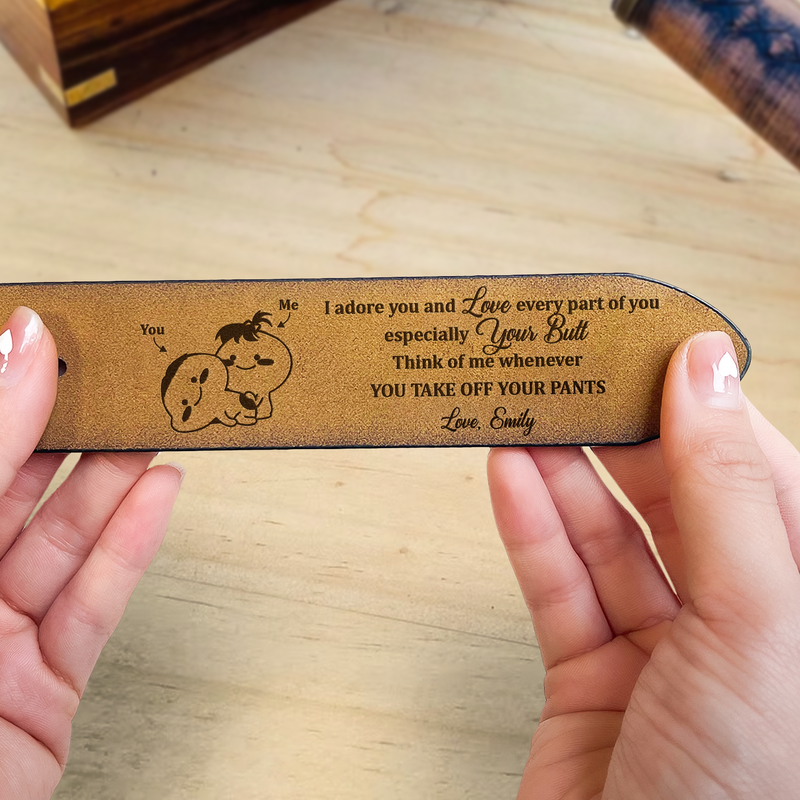 You
Me
I adore you and Love every part of you
especially Your Butt
Think of me whenever
YOU TAKE OFF YOUR PANTS
Love, Emily